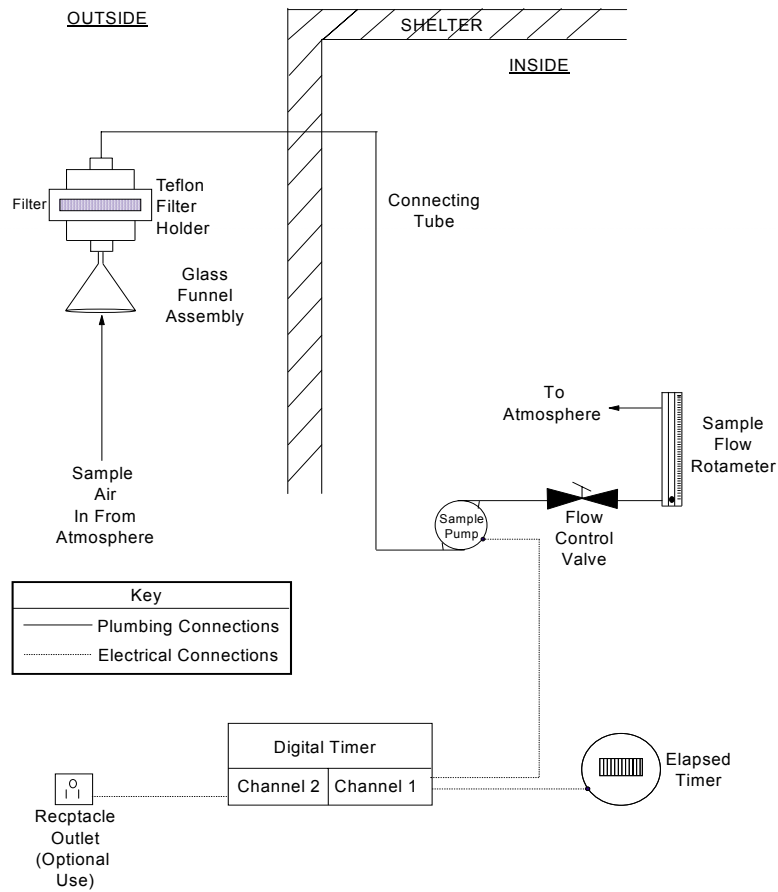 OUTSIDE
SHELTER
INSIDE
Filter
Teflon
Filter
Holder
Connecting
Tube
Glass
Funnel
Assembly
To
Atmosphere
Sample
Flow
Rotameter
Sample
Air
In From
Atmosphere
Sample
Pump
Flow
Control
Valve
Key
Plumbing Connections
Electrical Connections
Digital Timer
Channel 2
Channel 1
Elapsed
Timer
Recptacle
Outlet
(Optional
Use)